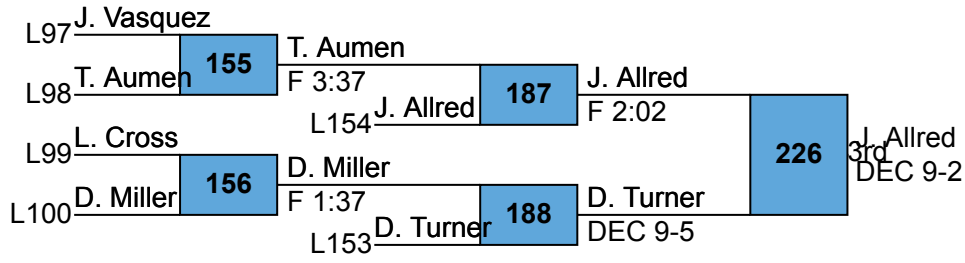 J. Vasquez
L97
155
T. Aumen
T. Aumen
F 3:37
L98
187
J. Allred
J. Allred
F 2:02
L154
L. Cross
L99
226
3rd
J. Allred
DEC 9-2
156
D. Miller
D. Miller
F 1:37
L100
188
D. Turner
D. Turner
DEC 9-5
L153